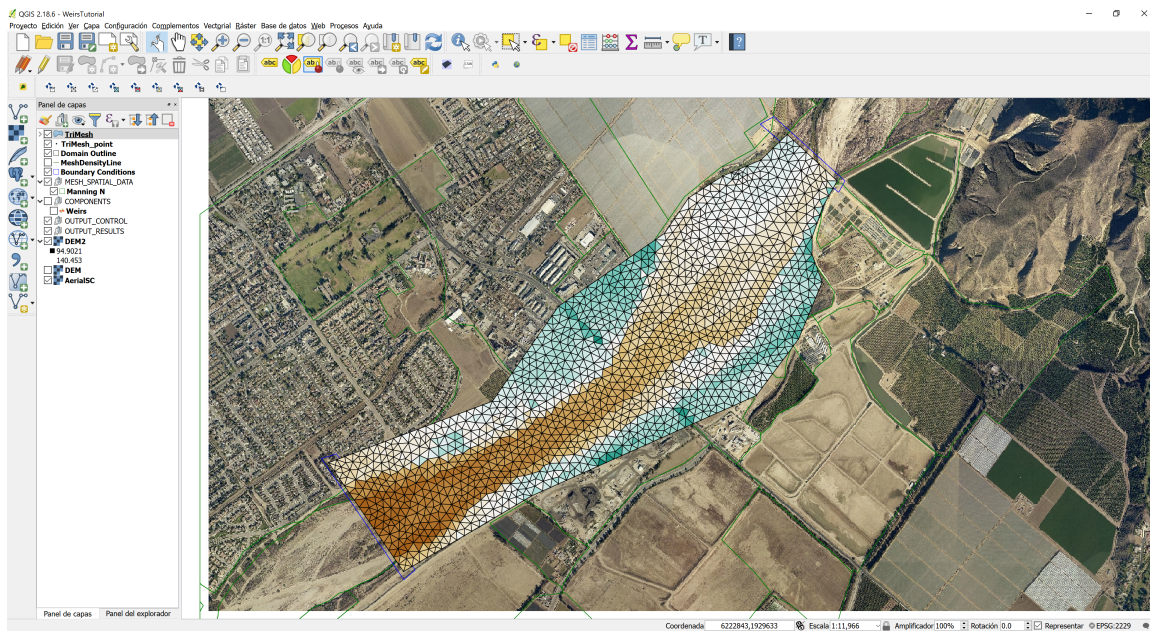 QGIS 2.18.6 - WeirsTutorial
Proyecto Edición Ver Capa Configuración Complementos Vectorial Ráster Base de datos Web Procesos Ayuda
Panel de capas
TriMesh
TriMesh_point
Domain Outline
MeshDensityLine
Boundary Conditions
MESH_SPATIAL_DATA
Manning N
COMPONENTS
Weirs
OUTPUT_CONTROL
OUTPUT_RESULTS
DEM2
94.9021
140.453
DEM
AerialSC
Panel de capas Panel del explorador
Coordenada 6222843,1929633 Escala 1:11,966 Amplificador 100% Rotación 0.0 Representar EPSG:2229